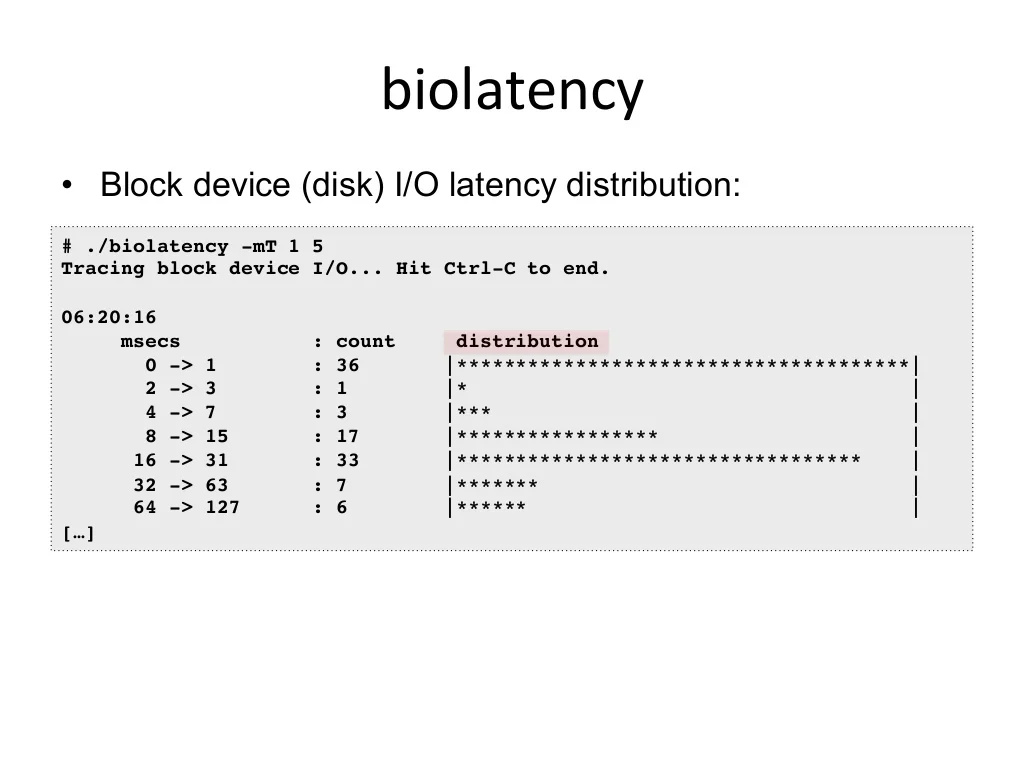 biolatency
• Block device (disk) I/O latency distribution:
# ./biolatency -mT 1 5
Tracing block device I/O... Hit Ctrl-C to end.
06:20:16
     msecs           : count    distribution
       0 -> 1        : 36      |**************************************|
       2 -> 3        : 1       |*                                     |
       4 -> 7        : 3       |***                                   |
       8 -> 15       : 17      |*****************                     |
      16 -> 31       : 33      |**********************************    |
      32 -> 63       : 7       |*******                               |
      64 -> 127      : 6       |******                                |
[…]